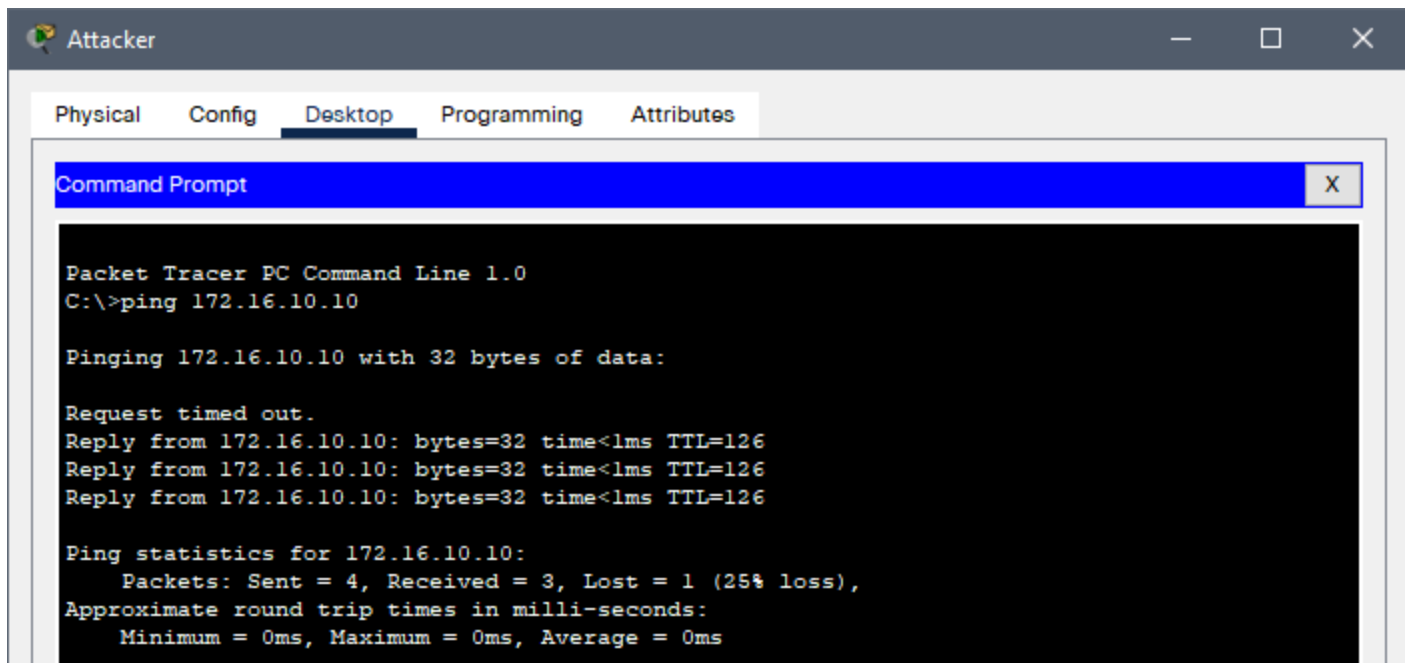 Attacker
Physical Config Desktop Programming Attributes
Command Prompt X
Packet Tracer PC Command Line 1.0
C:\>ping 172.16.10.10
Pinging 172.16.10.10 with 32 bytes of data:
Request timed out.
Reply from 172.16.10.10: bytes=32 time<1ms TTL=126
Reply from 172.16.10.10: bytes=32 time<1ms TTL=126
Reply from 172.16.10.10: bytes=32 time<1ms TTL=126
Ping statistics for 172.16.10.10:
Packets: Sent = 4, Received = 3, Lost = 1 (25% loss),
Approximate round trip times in milli-seconds:
Minimum = 0ms, Maximum = 0ms, Average = 0ms